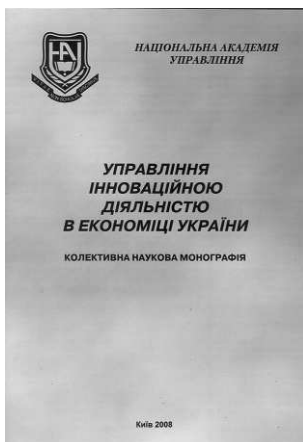 НАЦІОНАЛЬНА АКАДЕМІЯ
УПРАВЛІННЯ
УПРАВЛІННЯ
ІННОВАЦІЙНОЮ
ДІЯЛЬНІСТЮ
В ЕКОНОМІЦІ УКРАЇНИ
КОЛЕКТИВНА НАУКОВА МОНОГРАФІЯ
Київ 2008